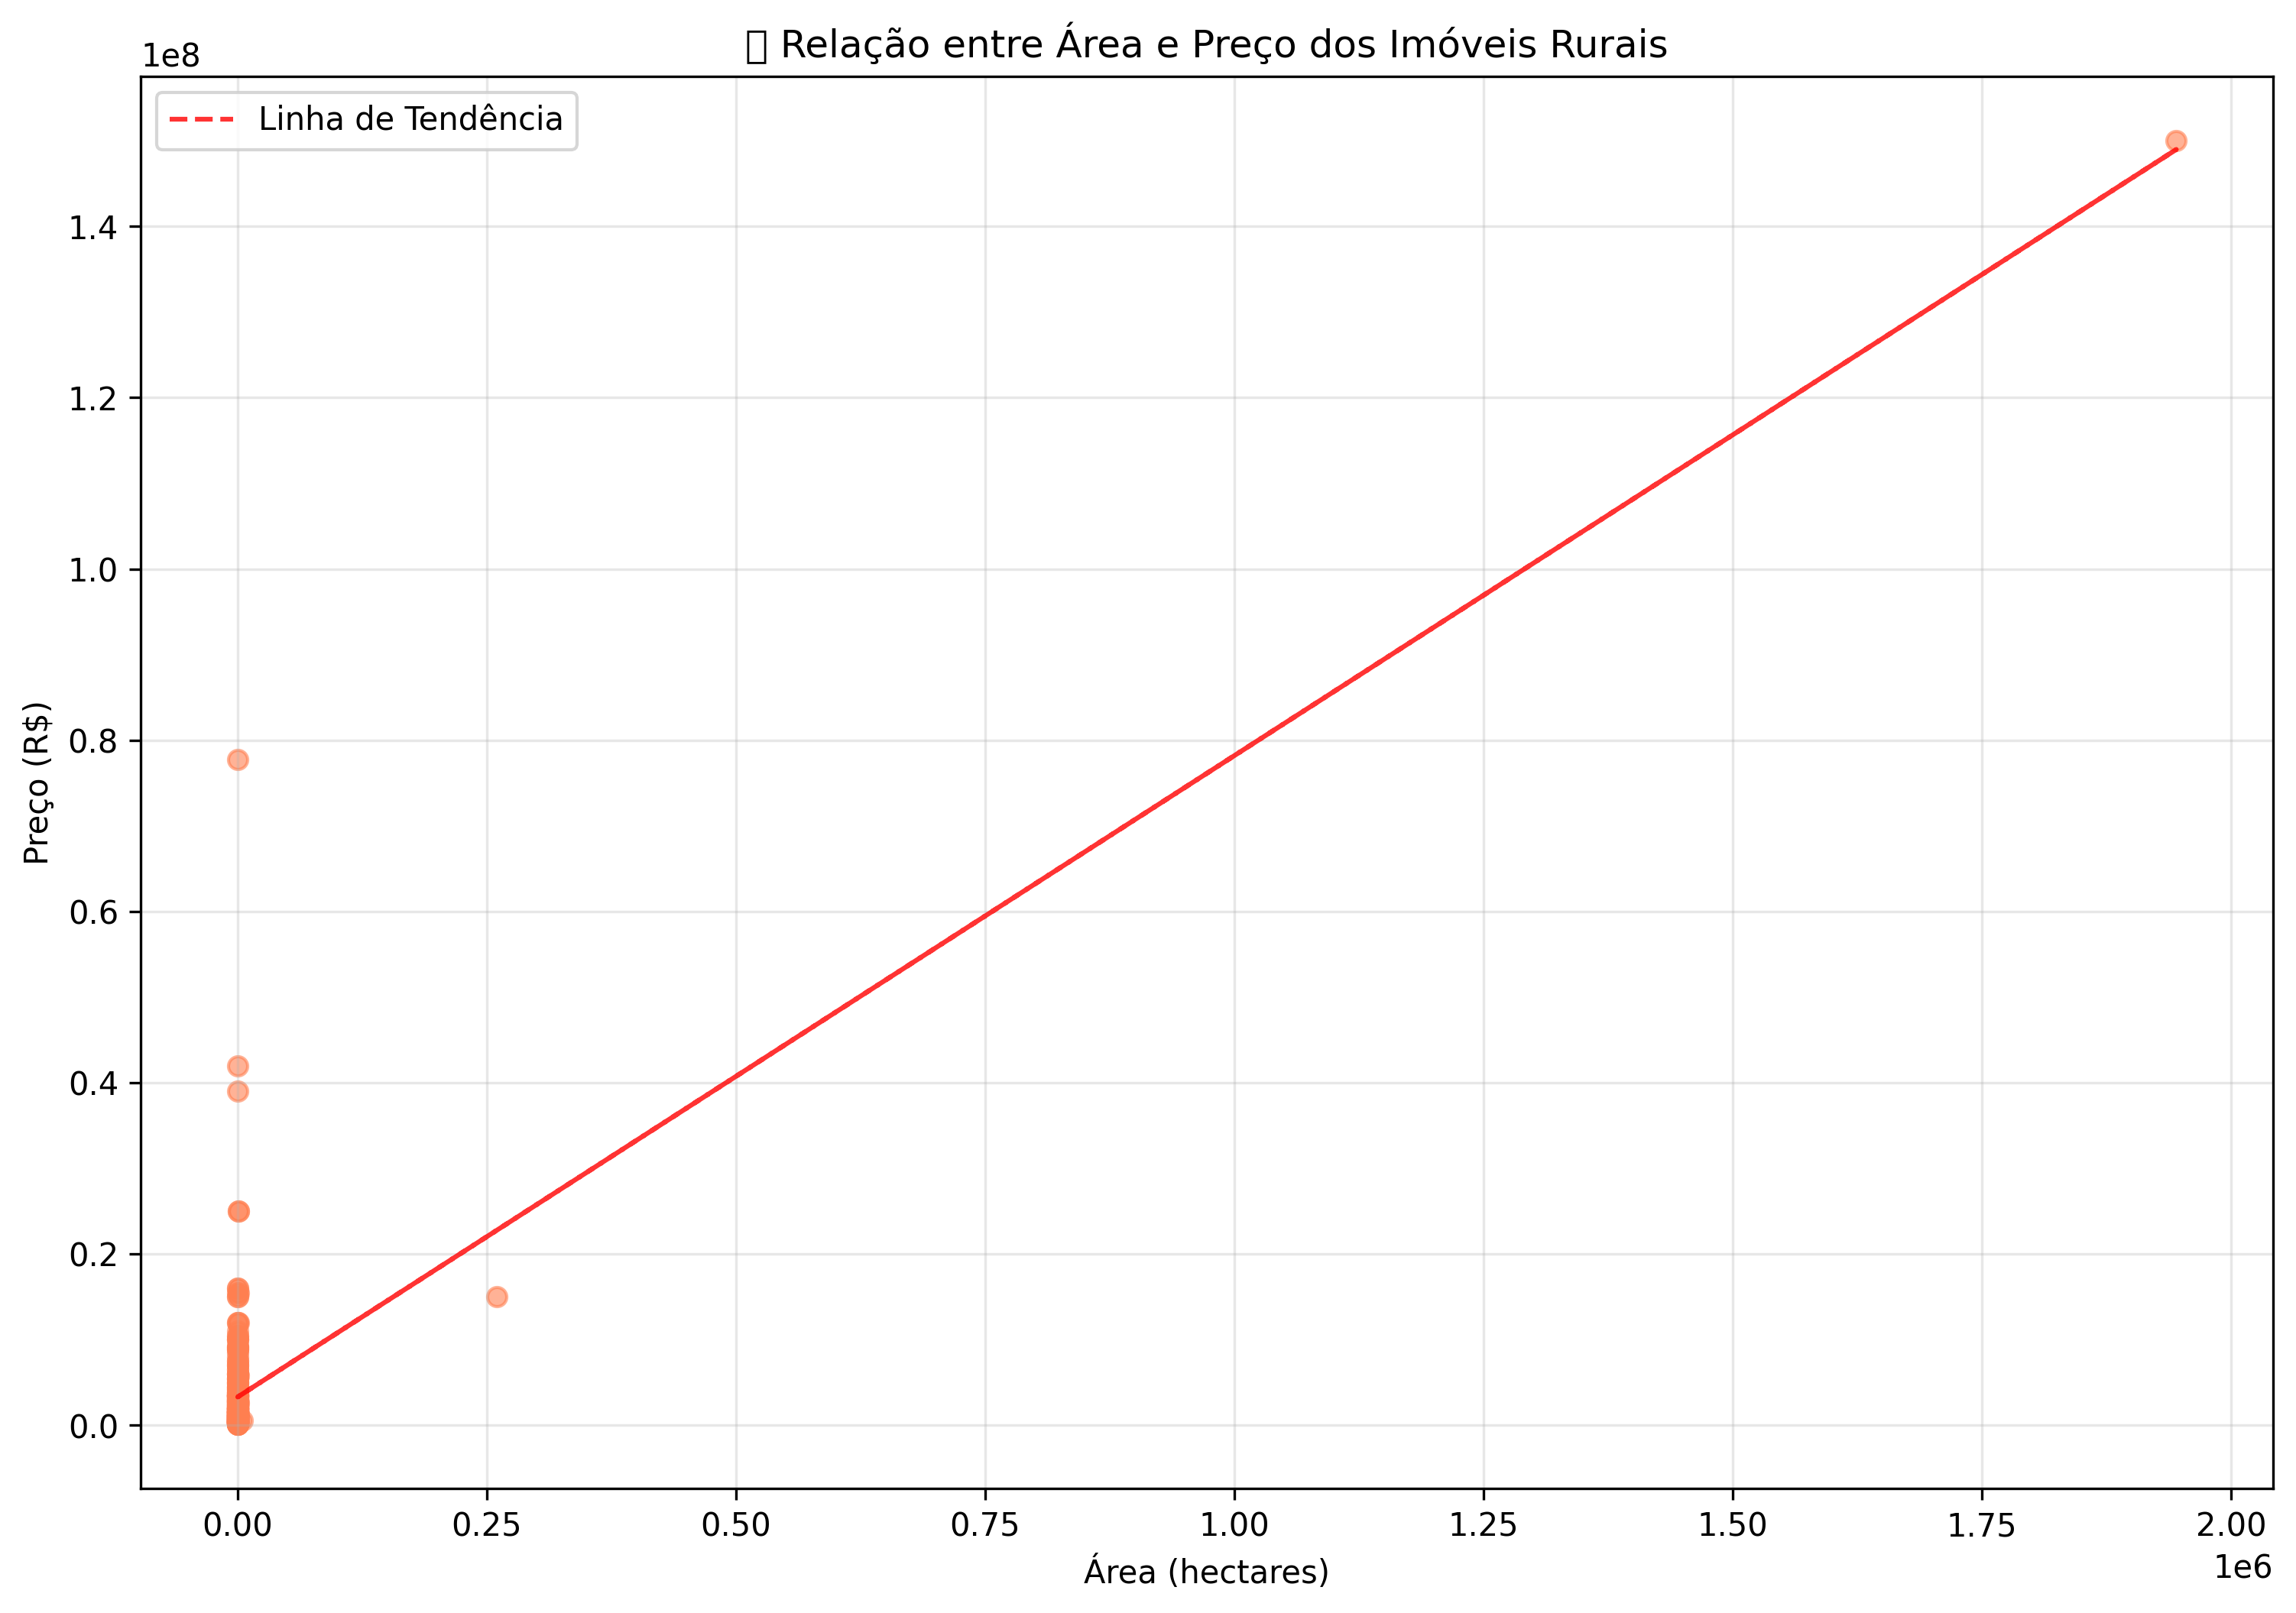 ▯ Relação entre Área e Preço dos Imóveis Rurais
1e8
Linha de Tendência
1.4
1.2
1.0
0.8
0.6
0.4
0.2
0.0
Preço (R$)
0.00 0.25 0.50 0.75 1.00 1.25 1.50 1.75 2.00
1e6
Área (hectares)